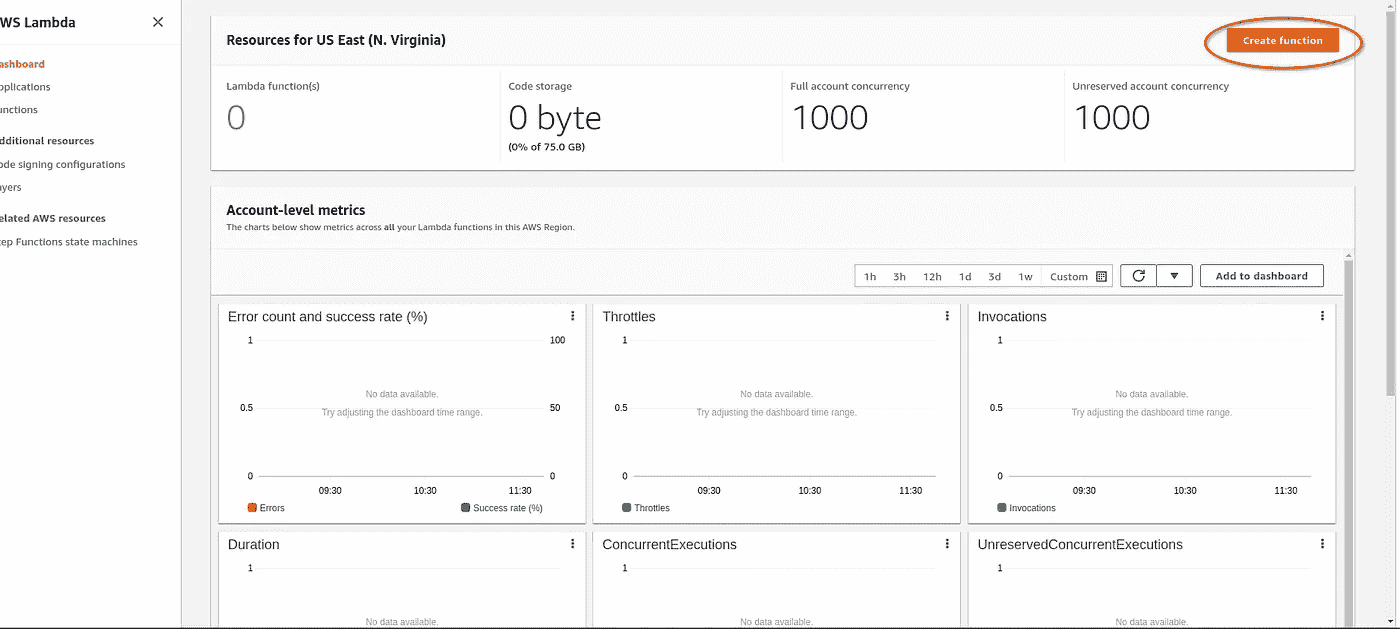 WS Lambda
ashboard
pplications
unctions
dditional resources
ode signing configurations
ayers
elated AWS resources
tep Functions state machines
Resources for US East (N. Virginia)
Create function
Lambda function(s)
0
Code storage
0 byte
(0% of 75.0 GB)
Full account concurrency
1000
Unreserved account concurrency
1000
Account-level metrics
The charts below show metrics across all your Lambda functions in this AWS Region.
1h 3h 12h 1d 3d 1w Custom
Add to dashboard
Error count and success rate (%)
1 100
No data available.
0.5 50
Try adjusting the dashboard time range.
0 0
09:30 10:30 11:30
Errors Success rate (%)
Throttles
1
No data available.
0.5
Try adjusting the dashboard time range.
0
09:30 10:30 11:30
Throttles
Invocations
1
No data available.
0.5
Try adjusting the dashboard time range.
0
09:30 10:30 11:30
Invocations
Duration
1
No data available.
ConcurrentExecutions
1
No data available.
UnreservedConcurrentExecutions
1
No data available.